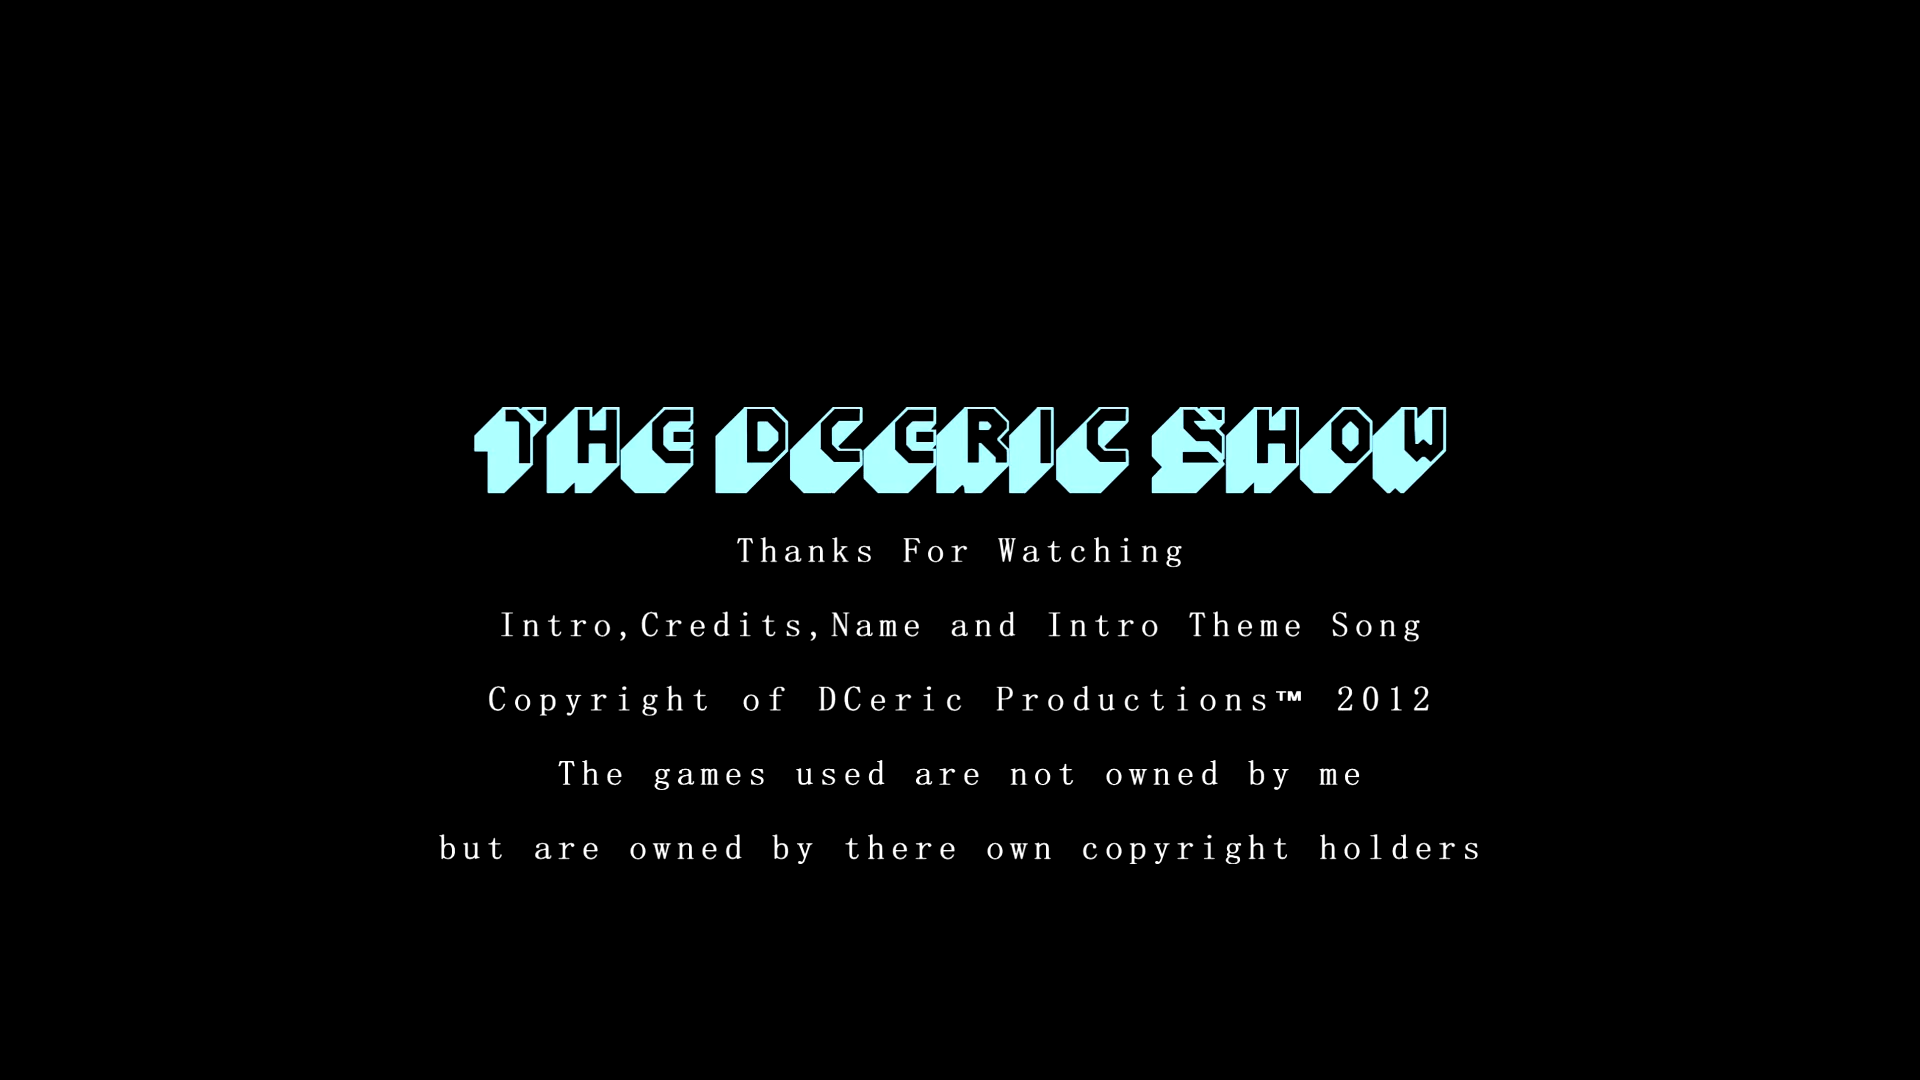 THE DCERIC SHOW
Thanks For Watching
Intro,Credits,Name and Intro Theme Song
Copyright of DCeric Productions™ 2012
The games used are not owned by me
but are owned by there own copyright holders